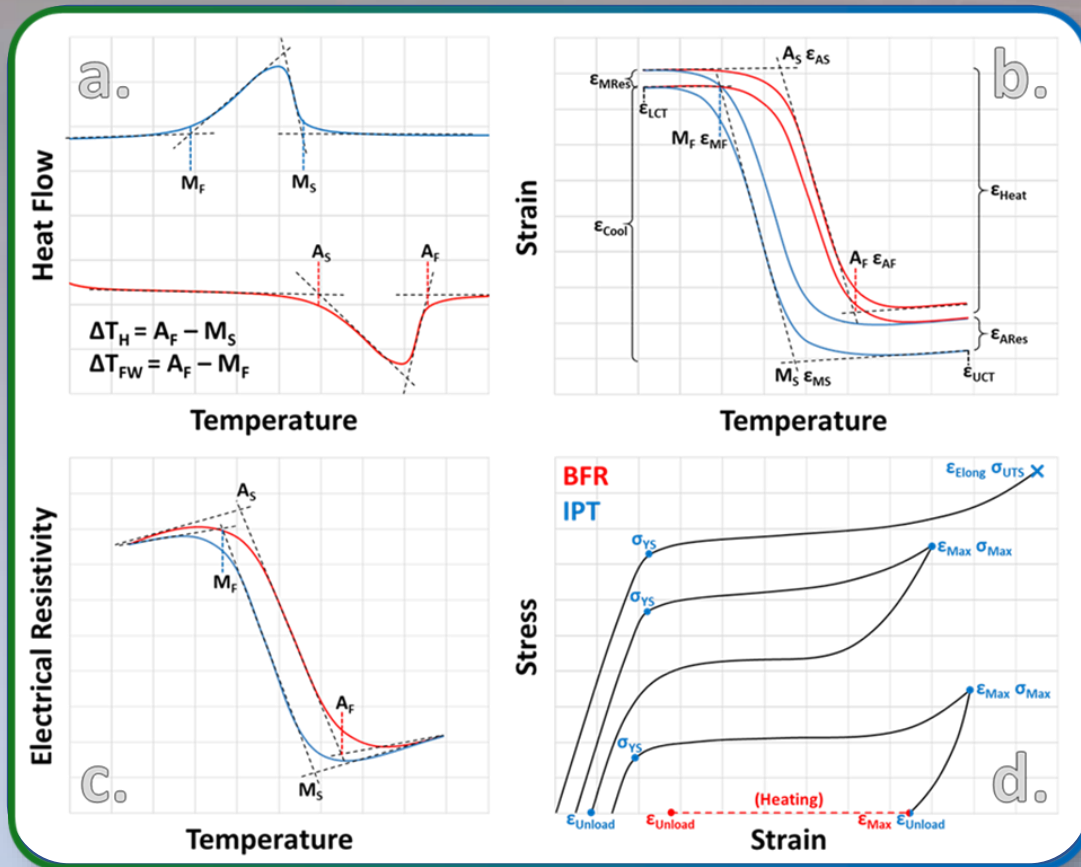 a.
Heat Flow
M_F
M_S
A_S
A_F
ΔT_H = A_F − M_S
ΔT_FW = A_F − M_F
Temperature
b.
Strain
A_S ε_AS
ε_MRes
ε_LCT
M_F ε_MF
ε_Heat
ε_Cool
A_F ε_AF
ε_ARes
M_S ε_MS
ε_UCT
Temperature
c.
Electrical Resistivity
A_S
M_F
A_F
M_S
Temperature
d.
BFR
IPT
Stress
ε_Elong σ_UTS
σ_YS
ε_Max σ_Max
σ_YS
ε_Max σ_Max
σ_YS
(Heating)
ε_Unload
ε_Unload
ε_Max ε_Unload
Strain